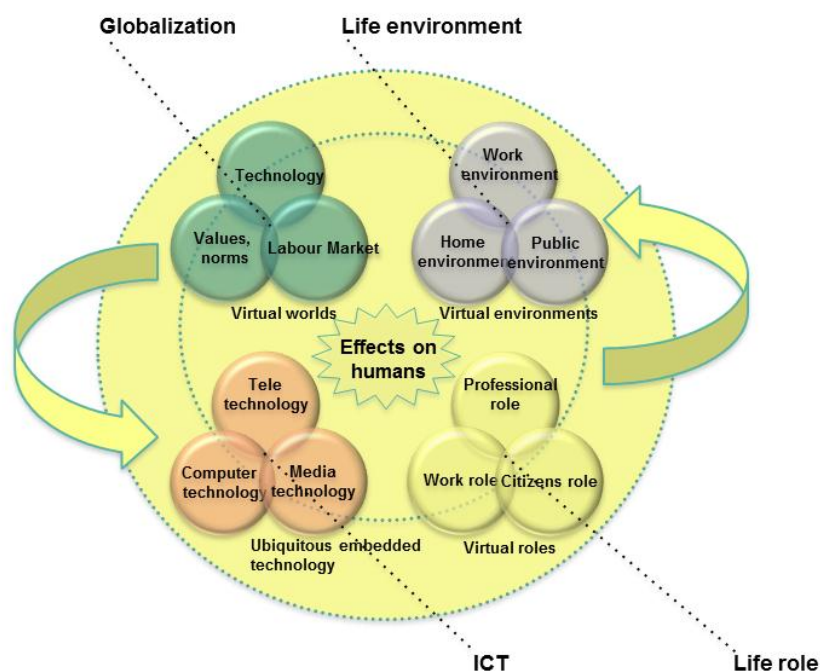 Globalization
Life environment
Technology
Values,
norms
Labour Market
Virtual worlds
Work
environment
Home
environment
Public
environment
Virtual environments
Effects on
humans
Tele
technology
Computer
technology
Media
technology
Ubiquitous embedded
technology
Professional
role
Work role
Citizens role
Virtual roles
ICT
Life role